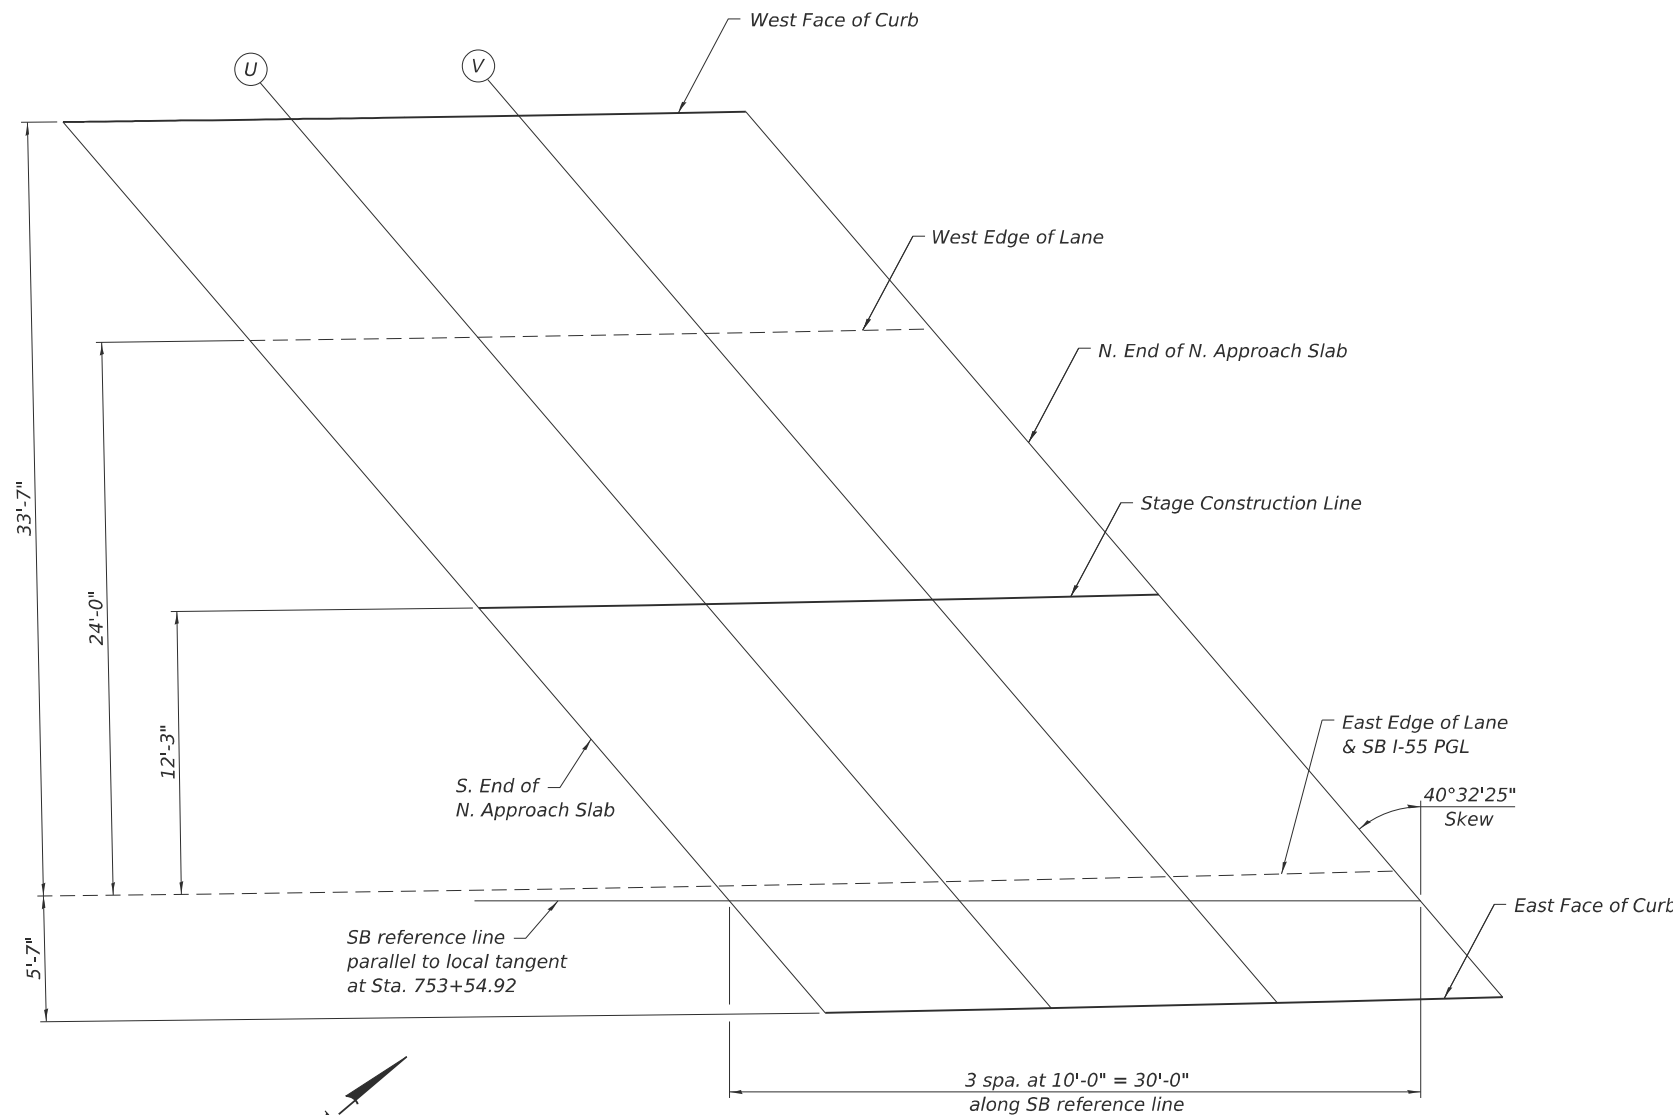 West Face of Curb
U
V
West Edge of Lane
N. End of N. Approach Slab
33'-7"
Stage Construction Line
24'-0"
12'-3"
East Edge of Lane
& SB I-55 PGL
S. End of
N. Approach Slab
40°32'25"
Skew
East Face of Curb
SB reference line
parallel to local tangent
at Sta. 753+54.92
5'-7"
3 spa. at 10'-0" = 30'-0"
along SB reference line